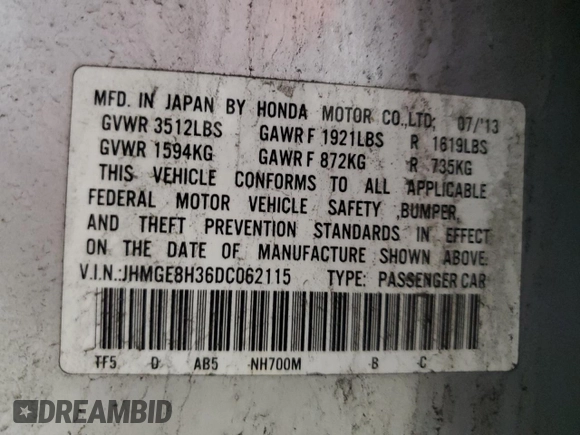 MFD. IN JAPAN BY HONDA MOTOR CO.,LTD; 07/'13
GVWR 3512LBS GAWR F 1921LBS R 1619LBS
GVWR 1594KG GAWR F 872KG R 735KG
THIS VEHICLE CONFORMS TO ALL APPLICABLE
FEDERAL MOTOR VEHICLE SAFETY ,BUMPER,
AND THEFT PREVENTION STANDARDS IN EFFECT
ON THE DATE OF MANUFACTURE SHOWN ABOVE.
V.I.N.:JHMGE8H36DC062115 TYPE: PASSENGER CAR
TF5 D AB5 NH700M B C
DREAMBID